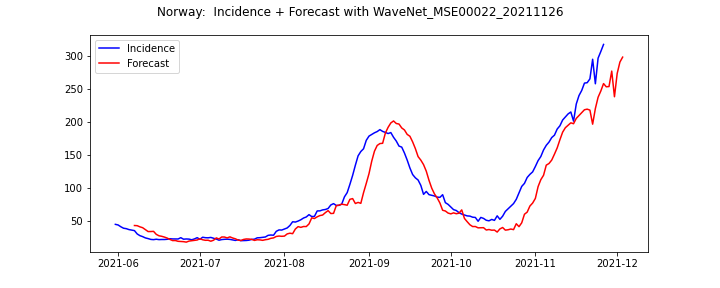 Norway:  Incidence + Forecast with WaveNet_MSE00022_20211126
Incidence
Forecast
300
250
200
150
100
50
2021-06 2021-07 2021-08 2021-09 2021-10 2021-11 2021-12